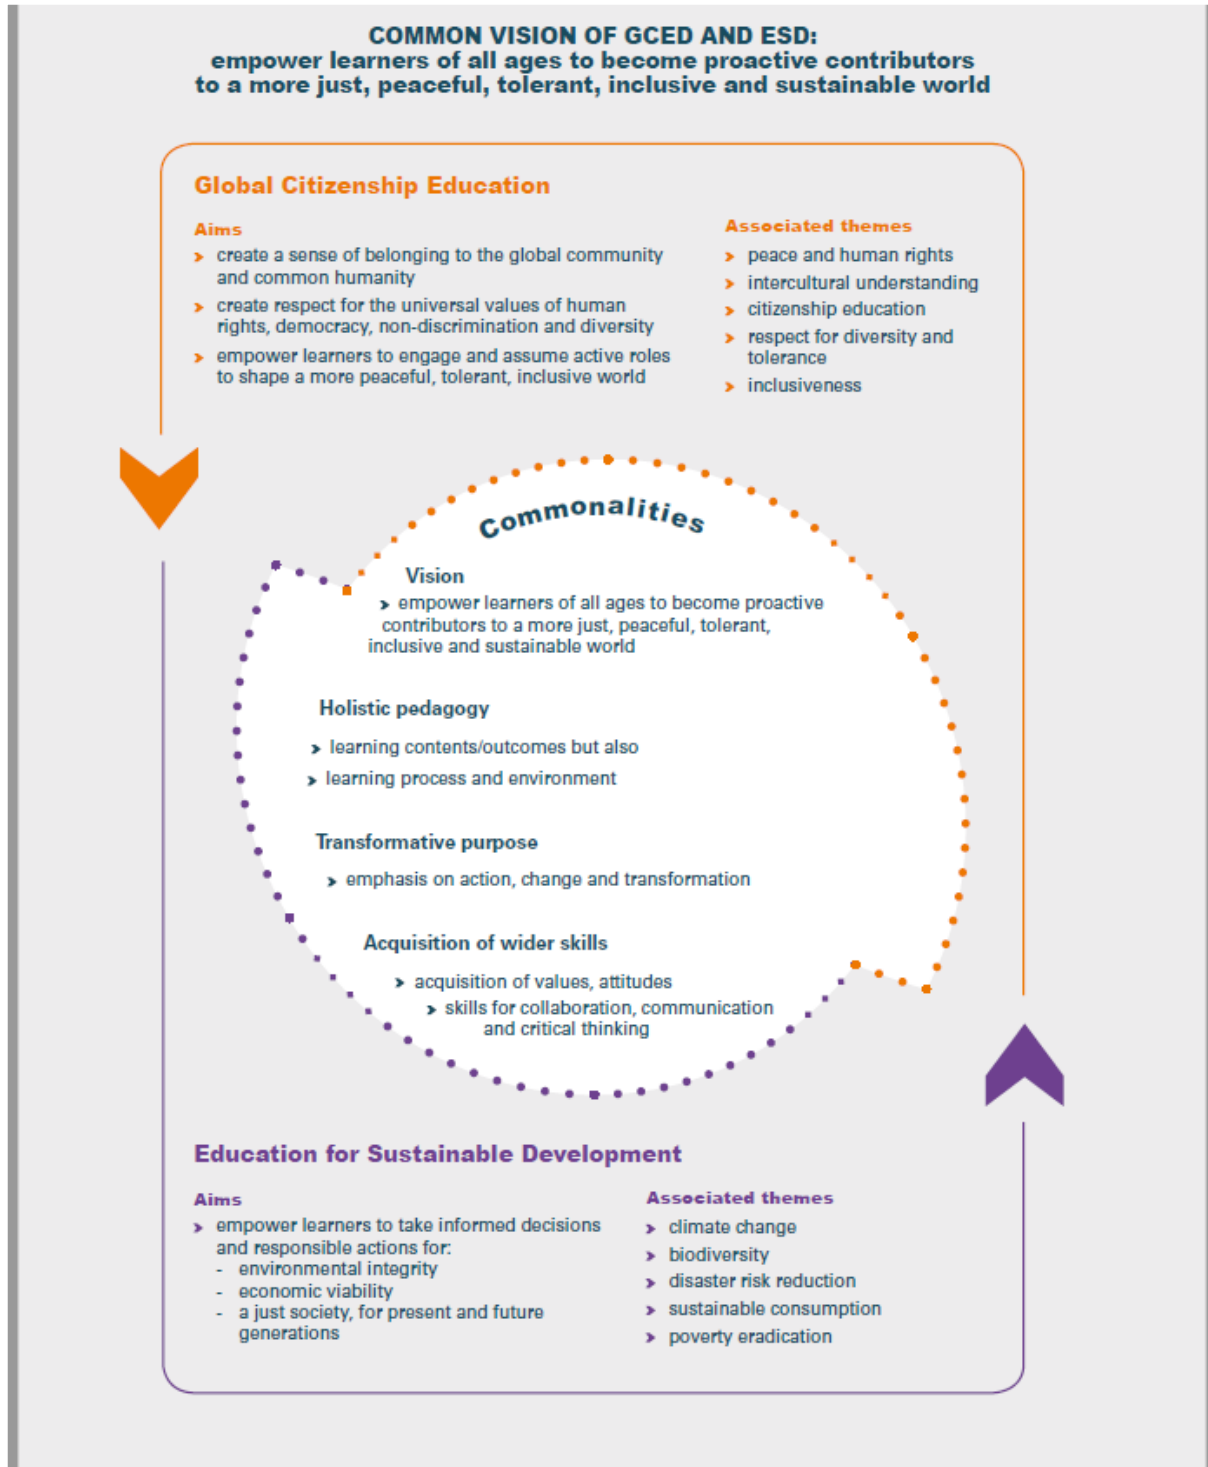 COMMON VISION OF GCED AND ESD:
empower learners of all ages to become proactive contributors
to a more just, peaceful, tolerant, inclusive and sustainable world
Global Citizenship Education
Aims
create a sense of belonging to the global community
and common humanity
create respect for the universal values of human
rights, democracy, non-discrimination and diversity
empower learners to engage and assume active roles
to shape a more peaceful, tolerant, inclusive world
Associated themes
peace and human rights
intercultural understanding
citizenship education
respect for diversity and
tolerance
inclusiveness
Commonalities
Vision
empower learners of all ages to become proactive
contributors to a more just, peaceful, tolerant,
inclusive and sustainable world
Holistic pedagogy
learning contents/outcomes but also
learning process and environment
Transformative purpose
emphasis on action, change and transformation
Acquisition of wider skills
acquisition of values, attitudes
skills for collaboration, communication
and critical thinking
Education for Sustainable Development
Aims
empower learners to take informed decisions
and responsible actions for:
- environmental integrity
- economic viability
- a just society, for present and future
generations
Associated themes
climate change
biodiversity
disaster risk reduction
sustainable consumption
poverty eradication